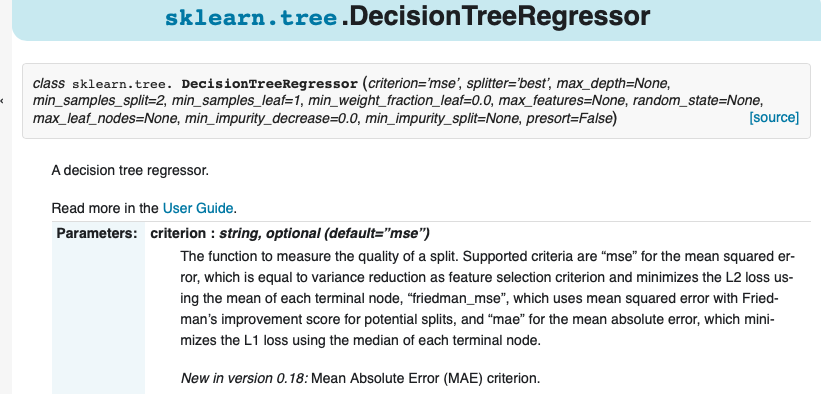 sklearn.tree.DecisionTreeRegressor
class sklearn.tree. DecisionTreeRegressor (criterion='mse', splitter='best', max_depth=None,
min_samples_split=2, min_samples_leaf=1, min_weight_fraction_leaf=0.0, max_features=None, random_state=None,
max_leaf_nodes=None, min_impurity_decrease=0.0, min_impurity_split=None, presort=False) [source]
A decision tree regressor.
Read more in the User Guide.
Parameters: criterion : string, optional (default=”mse”)
The function to measure the quality of a split. Supported criteria are “mse” for the mean squared er-
ror, which is equal to variance reduction as feature selection criterion and minimizes the L2 loss us-
ing the mean of each terminal node, “friedman_mse”, which uses mean squared error with Fried-
man’s improvement score for potential splits, and “mae” for the mean absolute error, which mini-
mizes the L1 loss using the median of each terminal node.
New in version 0.18: Mean Absolute Error (MAE) criterion.